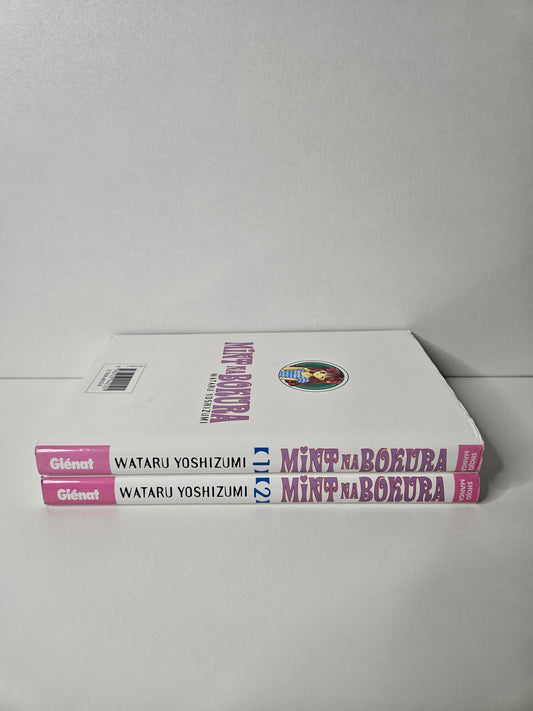 MINT NA BOKURA
WATARU YOSHIZUMI
Glénat WATARU YOSHIZUMI 【1】 MINT NA BOKURA SHOJO MANGA
Glénat WATARU YOSHIZUMI 【2】 MINT NA BOKURA SHOJO MANGA